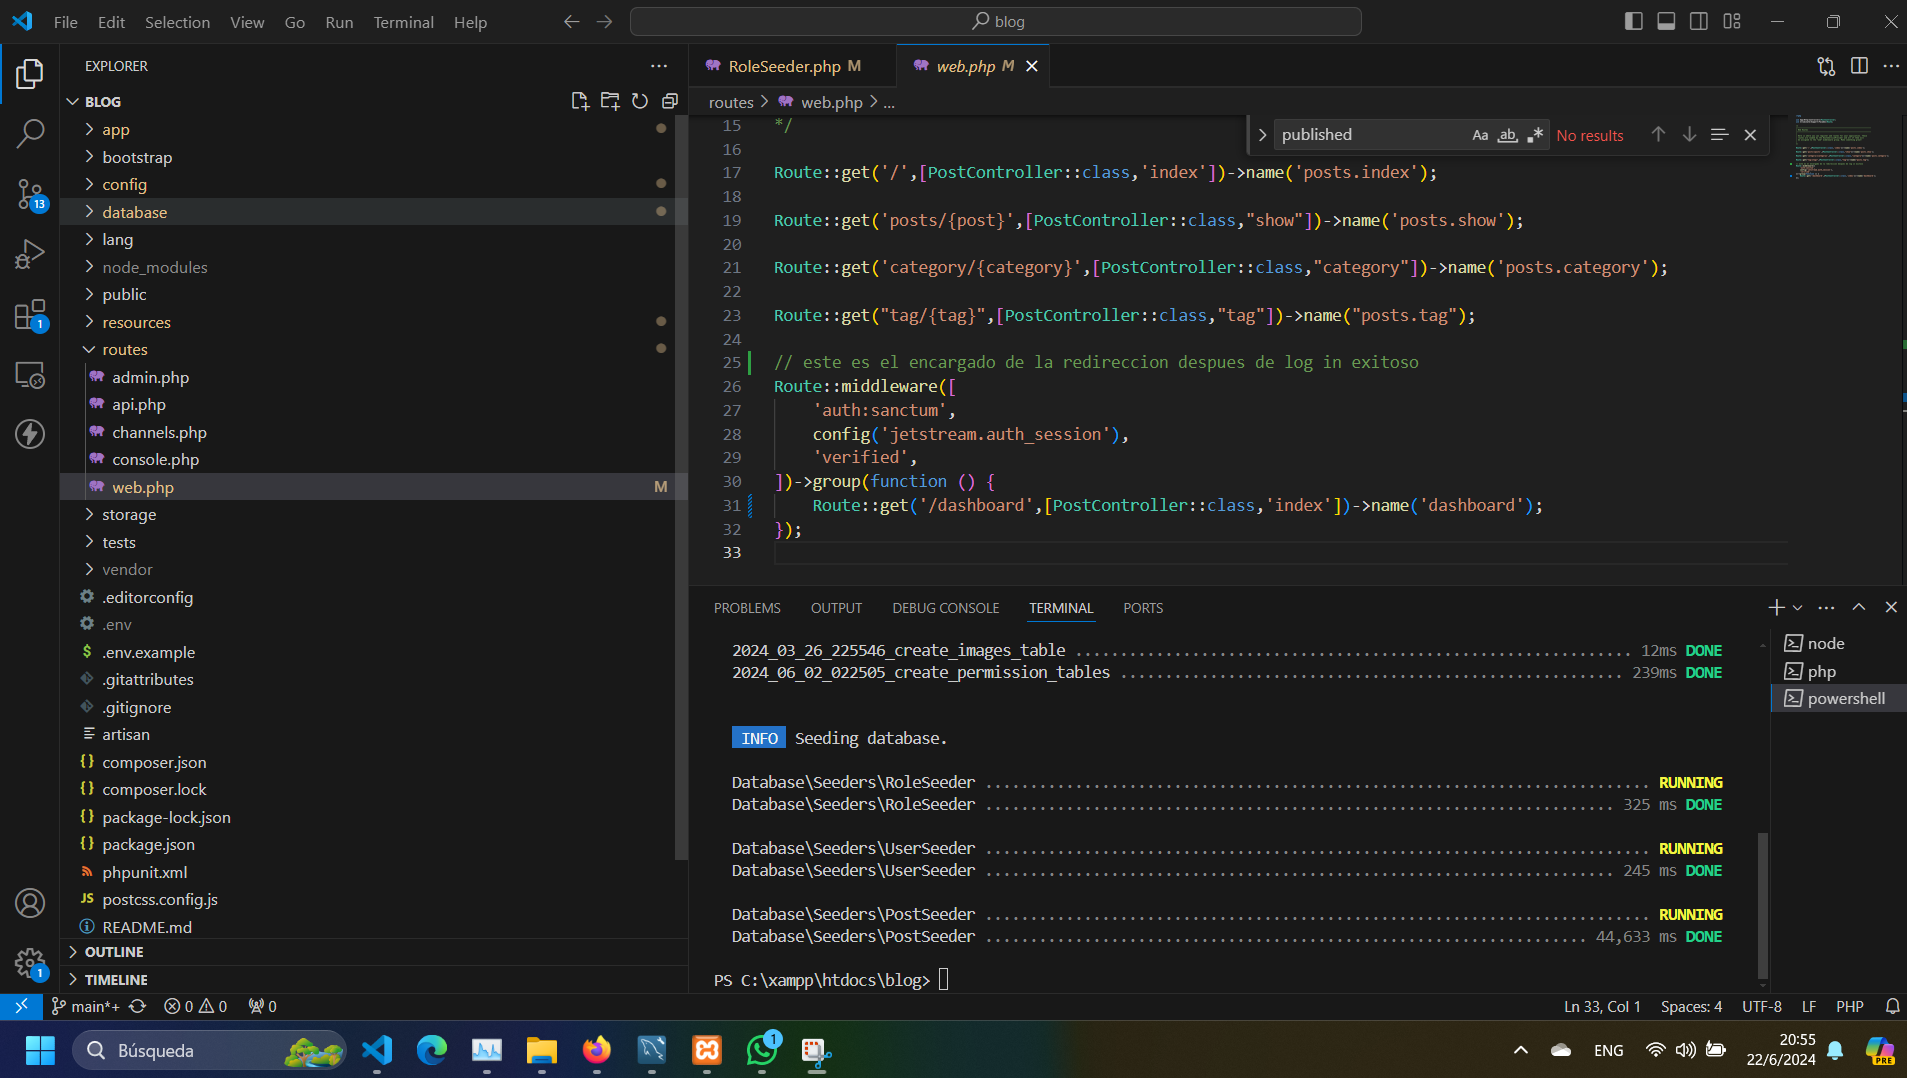 File Edit Selection View Go Run Terminal Help
blog
EXPLORER
BLOG
app
bootstrap
config
database
lang
node_modules
public
resources
routes
admin.php
api.php
channels.php
console.php
web.php M
storage
tests
vendor
.editorconfig
.env
$ .env.example
.gitattributes
.gitignore
artisan
{} composer.json
{} composer.lock
{} package-lock.json
{} package.json
phpunit.xml
JS postcss.config.js
README.md
OUTLINE
TIMELINE
13
1
1
RoleSeeder.php M
web.php M
routes > web.php > ...
published Aa ab No results
15 */
16
17 Route::get('/',[PostController::class,'index'])->name('posts.index');
18
19 Route::get('posts/{post}',[PostController::class,"show"])->name('posts.show');
20
21 Route::get('category/{category}',[PostController::class,"category"])->name('posts.category');
22
23 Route::get("tag/{tag}",[PostController::class,"tag"])->name("posts.tag");
24
25 // este es el encargado de la redireccion despues de log in exitoso
26 Route::middleware([
27 'auth:sanctum',
28 config('jetstream.auth_session'),
29 'verified',
30 ])->group(function () {
31 Route::get('/dashboard',[PostController::class,'index'])->name('dashboard');
32 });
33
PROBLEMS OUTPUT DEBUG CONSOLE TERMINAL PORTS
2024_03_26_225546_create_images_table ........ 12ms DONE
2024_06_02_022505_create_permission_tables ........ 239ms DONE
INFO Seeding database.
Database\Seeders\RoleSeeder ........ RUNNING
Database\Seeders\RoleSeeder ........ 325 ms DONE
Database\Seeders\UserSeeder ........ RUNNING
Database\Seeders\UserSeeder ........ 245 ms DONE
Database\Seeders\PostSeeder ........ RUNNING
Database\Seeders\PostSeeder ........ 44,633 ms DONE
PS C:\xampp\htdocs\blog>
node
php
powershell
main*+ 0 0 0
Ln 33, Col 1 Spaces: 4 UTF-8 LF PHP
Búsqueda
1
ENG
20:55
22/6/2024
PRE